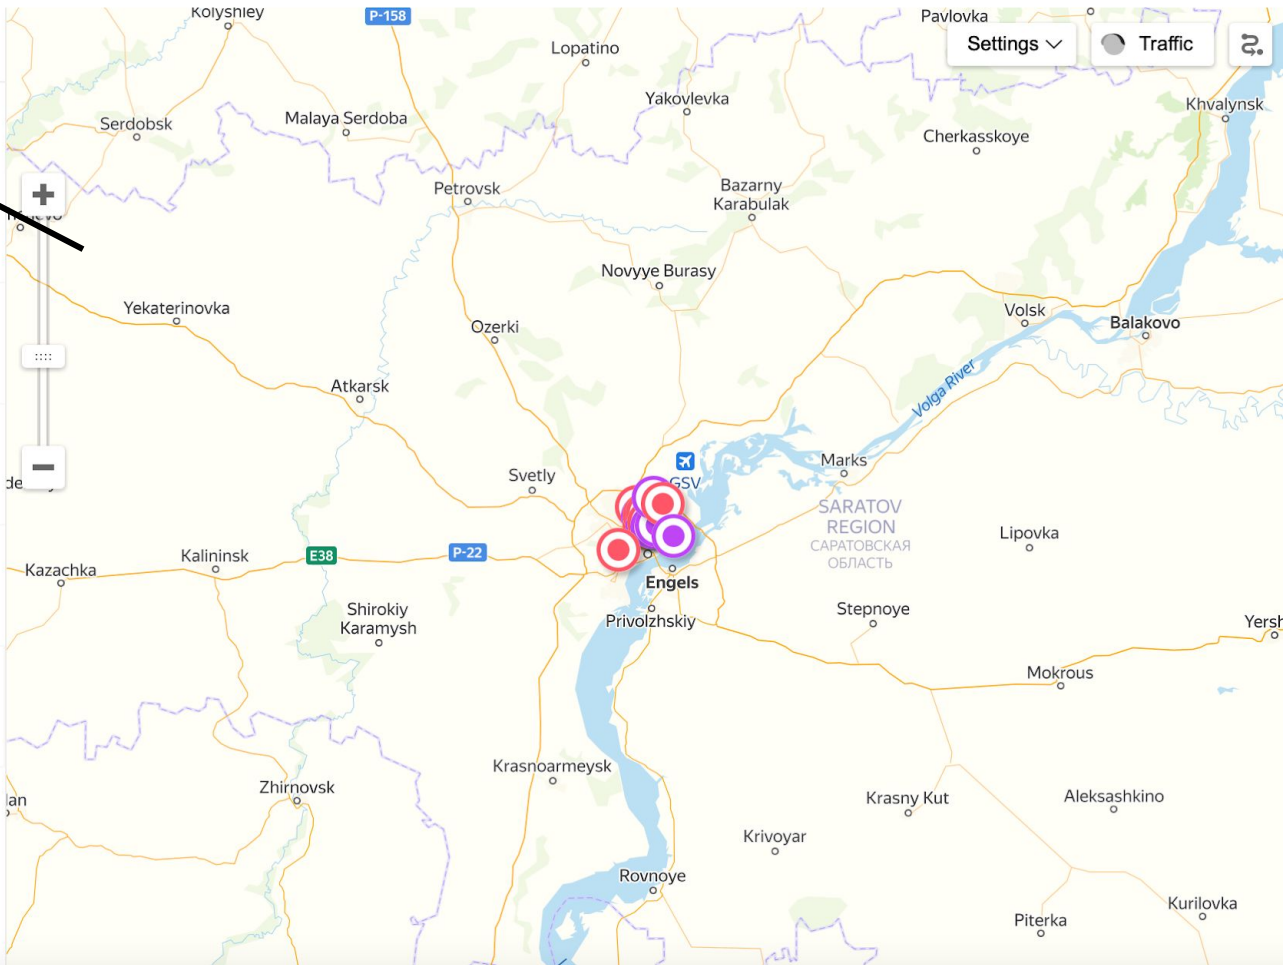 Kolyshley
P-158
Pavlovka
Lopatino
Settings
Traffic
Yakovlevka
Khvalynsk
Serdobsk
Malaya Serdoba
Cherkasskoye
Petrovsk
Bazarny
Karabulak
Novyye Burasy
Yekaterinovka
Volsk
Balakovo
Ozerki
Atkarsk
Volga River
Marks
Svetly
GSV
SARATOV
REGION
САРАТОВСКАЯ
ОБЛАСТЬ
Lipovka
Kalininsk
E38
P-22
Kazachka
Engels
Shirokiy
Karamysh
Privolzhskiy
Stepnoye
Yersh
Mokrous
Krasnoarmeysk
Zhirnovsk
lan
Krasny Kut
Aleksashkino
Krivoyar
Rovnoye
Kurilovka
Piterka